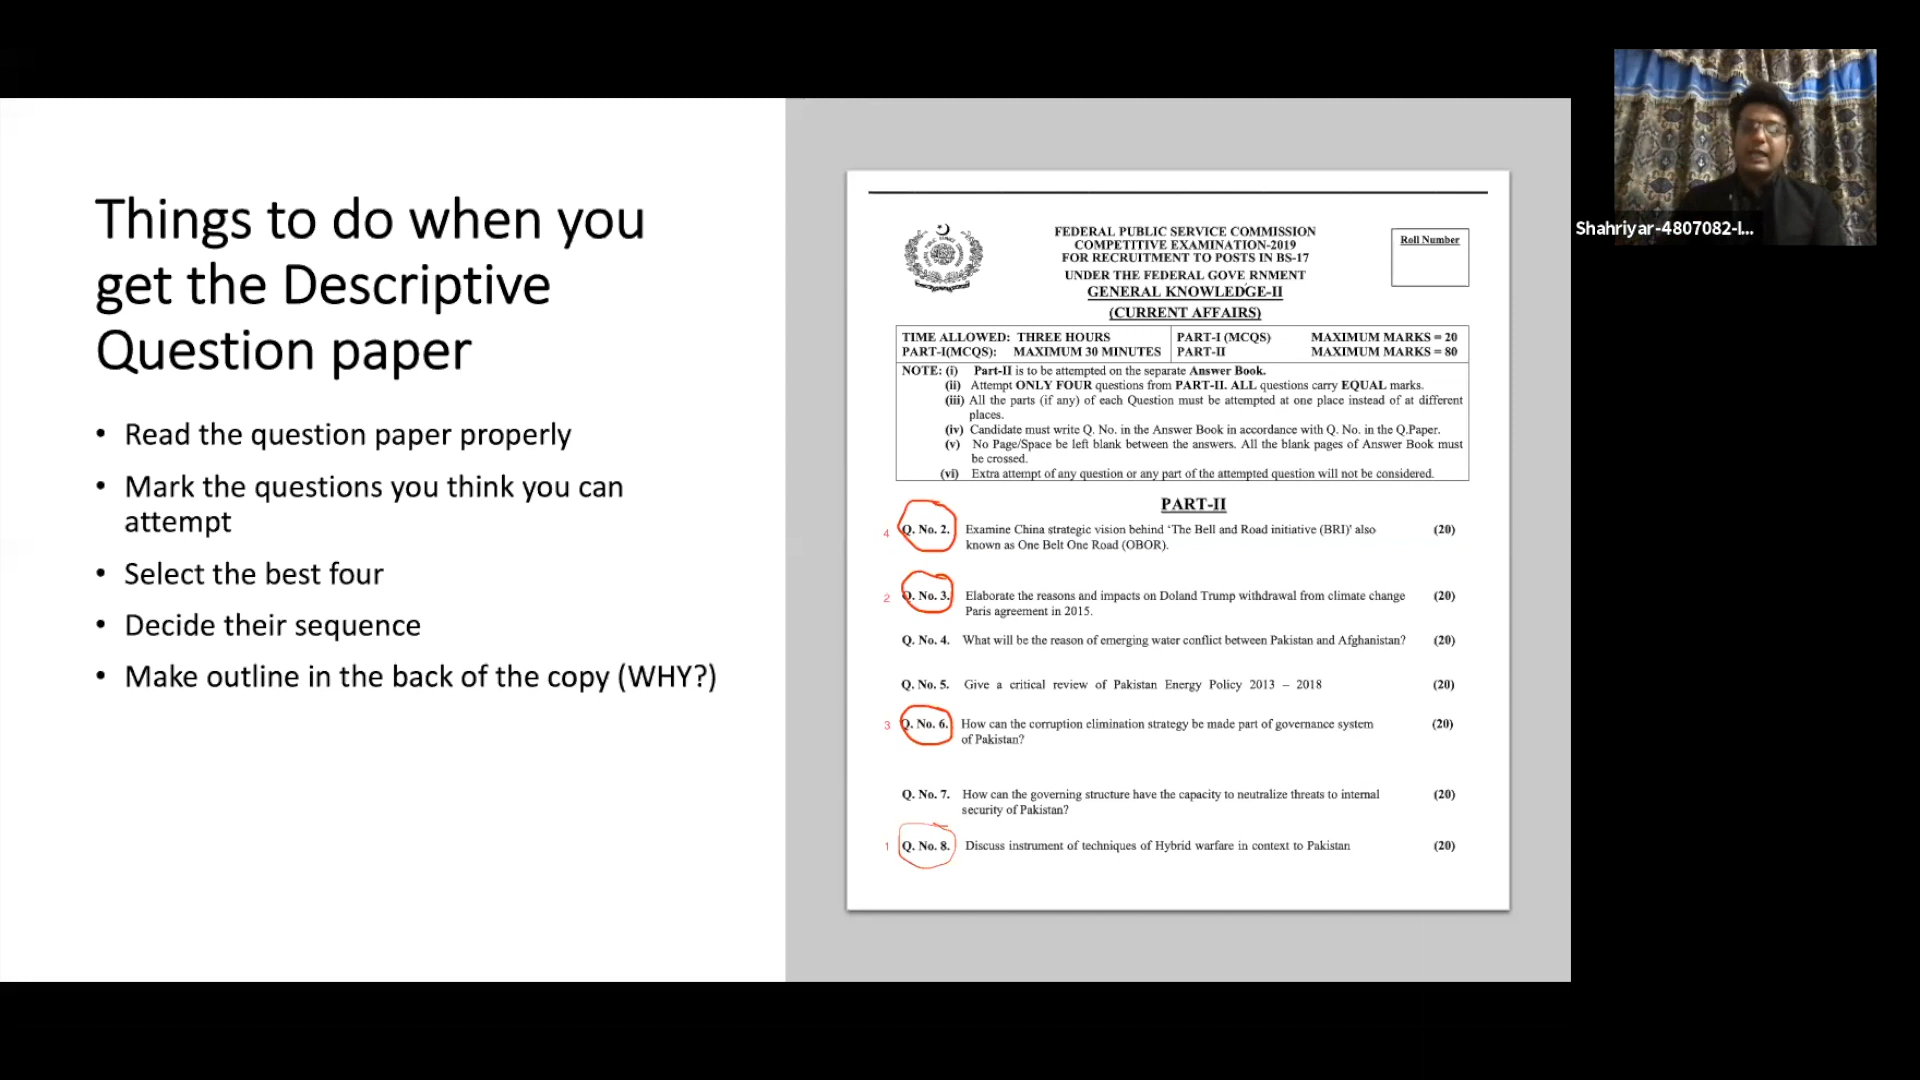 Things to do when you
get the Descriptive
Question paper
• Read the question paper properly
• Mark the questions you think you can
attempt
• Select the best four
• Decide their sequence
• Make outline in the back of the copy (WHY?)
FEDERAL PUBLIC SERVICE COMMISSION
COMPETITIVE EXAMINATION-2019
FOR RECRUITMENT TO POSTS IN BS-17
UNDER THE FEDERAL GOVE RNMENT
GENERAL KNOWLEDGE-II
(CURRENT AFFAIRS)
Roll Number
TIME ALLOWED: THREE HOURS PART-I (MCQS) MAXIMUM MARKS = 20
PART-I(MCQS): MAXIMUM 30 MINUTES PART-II MAXIMUM MARKS = 80
NOTE: (i) Part-II is to be attempted on the separate Answer Book.
(ii) Attempt ONLY FOUR questions from PART-II. ALL questions carry EQUAL marks.
(iii) All the parts (if any) of each Question must be attempted at one place instead of at different
places.
(iv) Candidate must write Q. No. in the Answer Book in accordance with Q. No. in the Q.Paper.
(v) No Page/Space be left blank between the answers. All the blank pages of Answer Book must
be crossed.
(vi) Extra attempt of any question or any part of the attempted question will not be considered.
PART-II
4 Q. No. 2. Examine China strategic vision behind ‘The Bell and Road initiative (BRI)’ also (20)
known as One Belt One Road (OBOR).
2 Q. No. 3. Elaborate the reasons and impacts on Doland Trump withdrawal from climate change (20)
Paris agreement in 2015.
Q. No. 4. What will be the reason of emerging water conflict between Pakistan and Afghanistan? (20)
Q. No. 5. Give a critical review of Pakistan Energy Policy 2013 – 2018 (20)
3 Q. No. 6. How can the corruption elimination strategy be made part of governance system (20)
of Pakistan?
Q. No. 7. How can the governing structure have the capacity to neutralize threats to internal (20)
security of Pakistan?
1 Q. No. 8. Discuss instrument of techniques of Hybrid warfare in context to Pakistan (20)
Shahriyar-4807082-I...